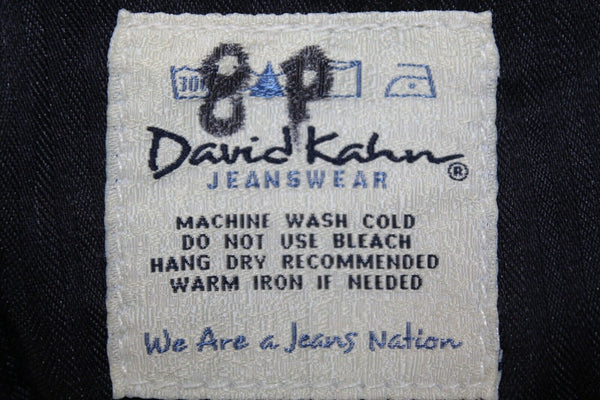 8P
30
David Kahn®
JEANSWEAR
MACHINE WASH COLD
DO NOT USE BLEACH
HANG DRY RECOMMENDED
WARM IRON IF NEEDED
We Are a Jeans Nation